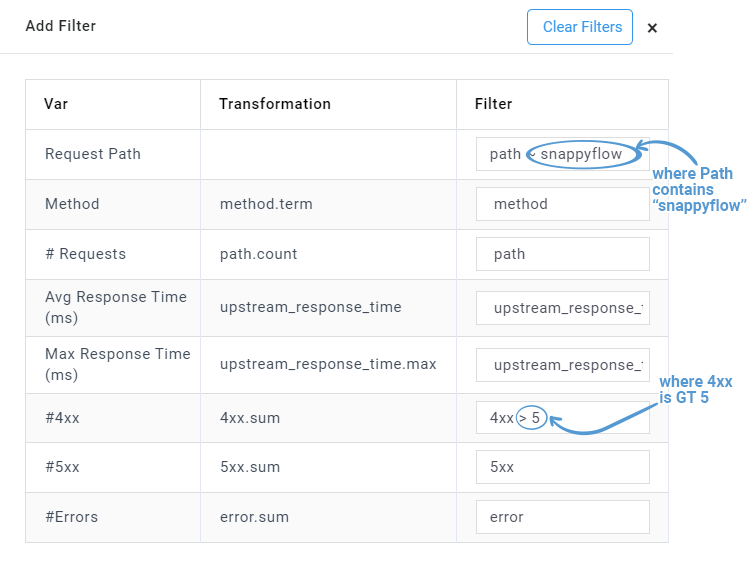 Add Filter
Clear Filters ×
Var Transformation Filter
Request Path path ~ snappyflow
where Path
contains
“snappyflow”
Method method.term method
# Requests path.count path
Avg Response Time
(ms) upstream_response_time upstream_response_
Max Response Time
(ms) upstream_response_time.max upstream_response_
where 4xx
is GT 5
#4xx 4xx.sum 4xx > 5
#5xx 5xx.sum 5xx
#Errors error.sum error